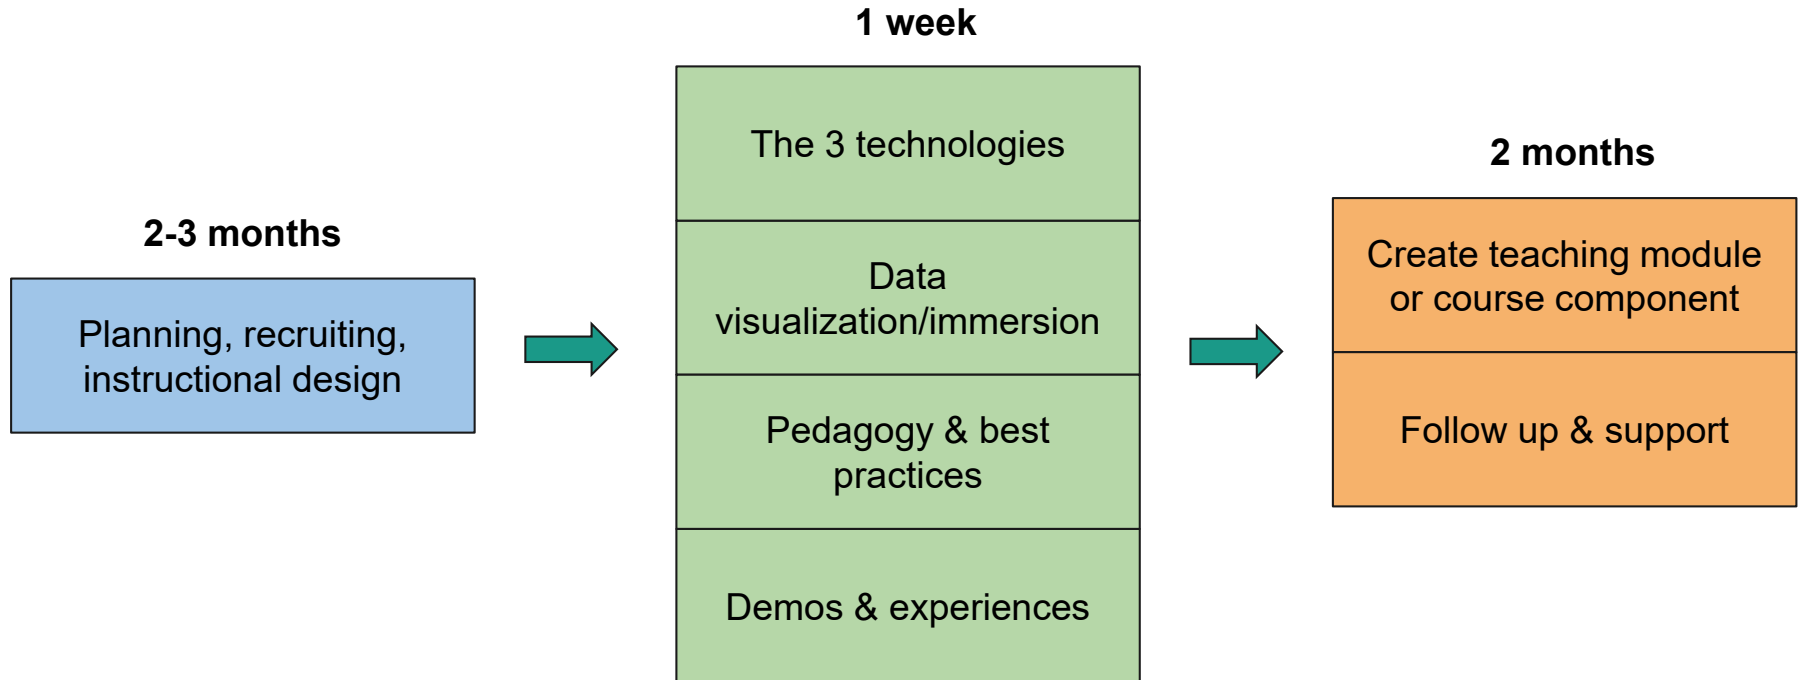 2-3 months
Planning, recruiting,
instructional design
1 week
The 3 technologies
Data
visualization/immersion
Pedagogy & best
practices
Demos & experiences
2 months
Create teaching module
or course component
Follow up & support